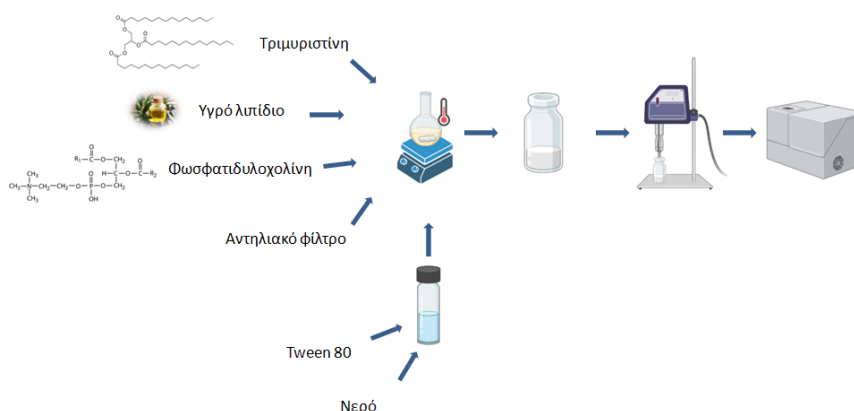 Τριμυριστίνη
Υγρό λιπίδιο
Φωσφατιδυλοχολίνη
Αντηλιακό φίλτρο
Tween 80
Νερό